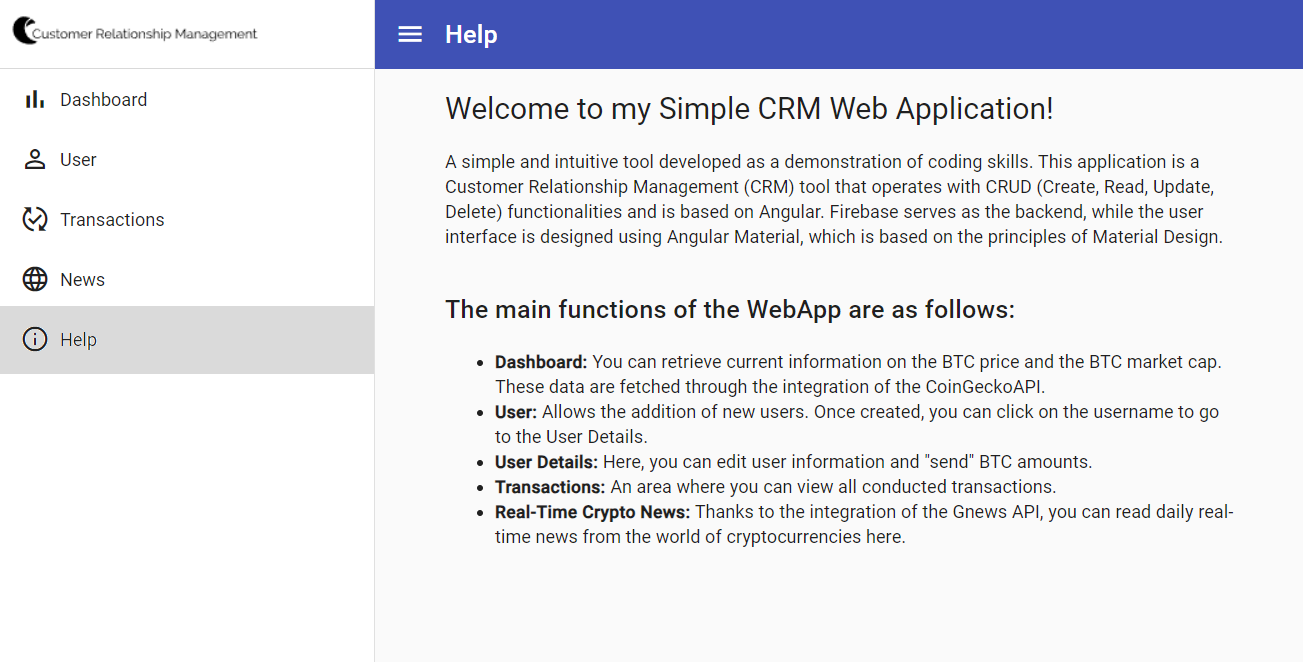 Customer Relationship Management
Dashboard
User
Transactions
News
Help
Help
Welcome to my Simple CRM Web Application!
A simple and intuitive tool developed as a demonstration of coding skills. This application is a
Customer Relationship Management (CRM) tool that operates with CRUD (Create, Read, Update,
Delete) functionalities and is based on Angular. Firebase serves as the backend, while the user
interface is designed using Angular Material, which is based on the principles of Material Design.
The main functions of the WebApp are as follows:
• Dashboard: You can retrieve current information on the BTC price and the BTC market cap.
These data are fetched through the integration of the CoinGeckoAPI.
• User: Allows the addition of new users. Once created, you can click on the username to go
to the User Details.
• User Details: Here, you can edit user information and "send" BTC amounts.
• Transactions: An area where you can view all conducted transactions.
• Real-Time Crypto News: Thanks to the integration of the Gnews API, you can read daily real-
time news from the world of cryptocurrencies here.